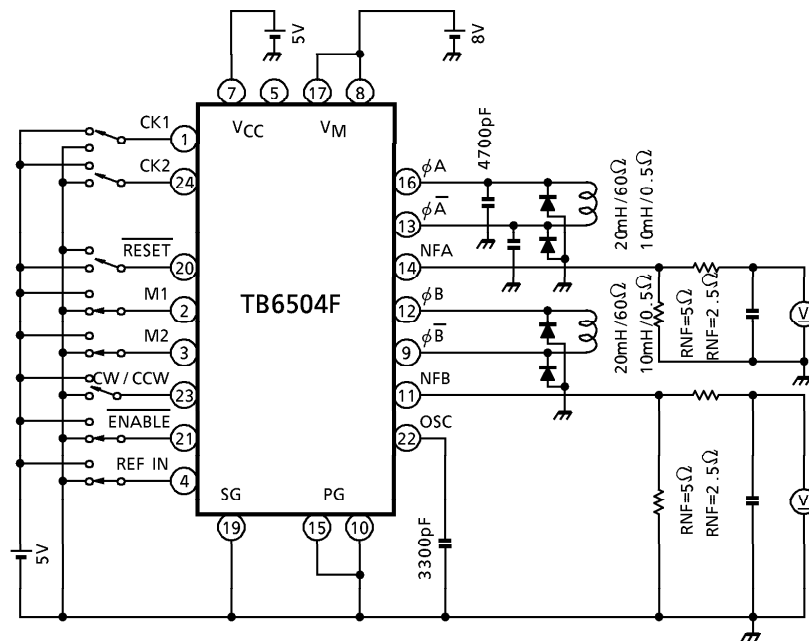 5V
8V
7
5
17
8
VCC
VM
CK1
1
CK2
24
RESET
20
M1
2
M2
3
CW / CCW
23
ENABLE
21
REF IN
4
TB6504F
16
φA
13
φA
14
NFA
12
φB
9
φB
11
NFB
22
OSC
4700pF
20mH/60Ω
10mH/0.5Ω
20mH/60Ω
10mH/0.5Ω
RNF=5Ω
RNF=2.5Ω
V
RNF=5Ω
RNF=2.5Ω
V
SG
PG
19
15
10
3300pF
5V